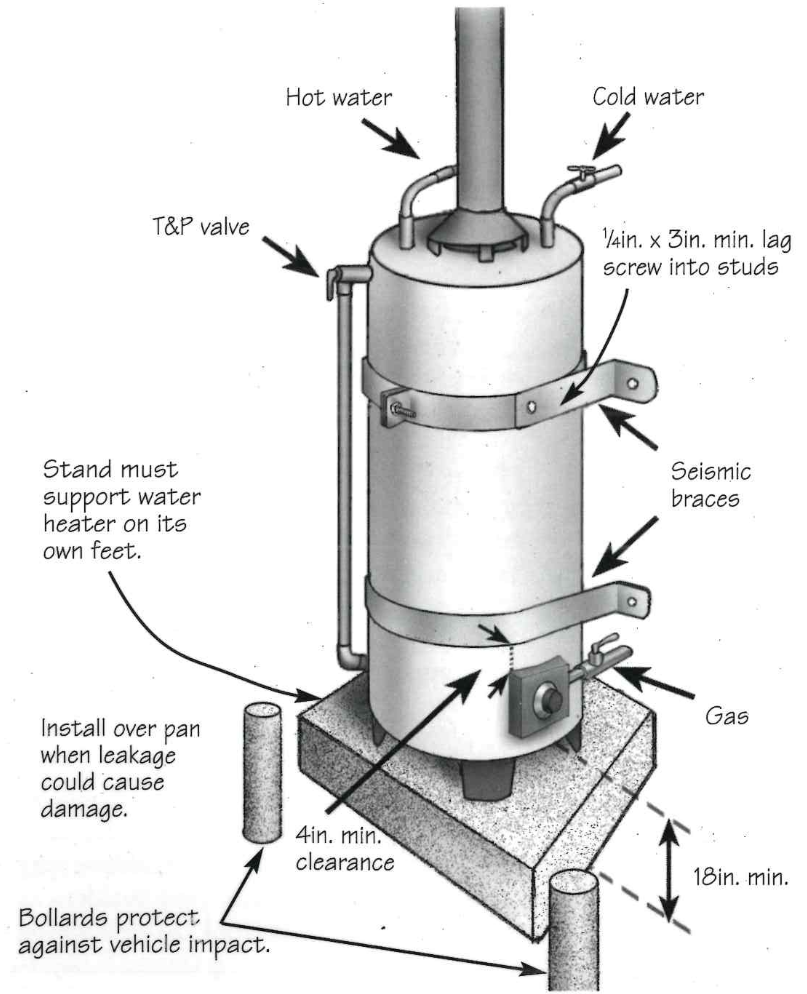 Hot water
Cold water
T&P valve
¼in. x 3in. min. lag
screw into studs
Stand must
support water
heater on its
own feet.
Seismic
braces
Install over pan
when leakage
could cause
damage.
Gas
4in. min.
clearance
18in. min.
Bollards protect
against vehicle impact.